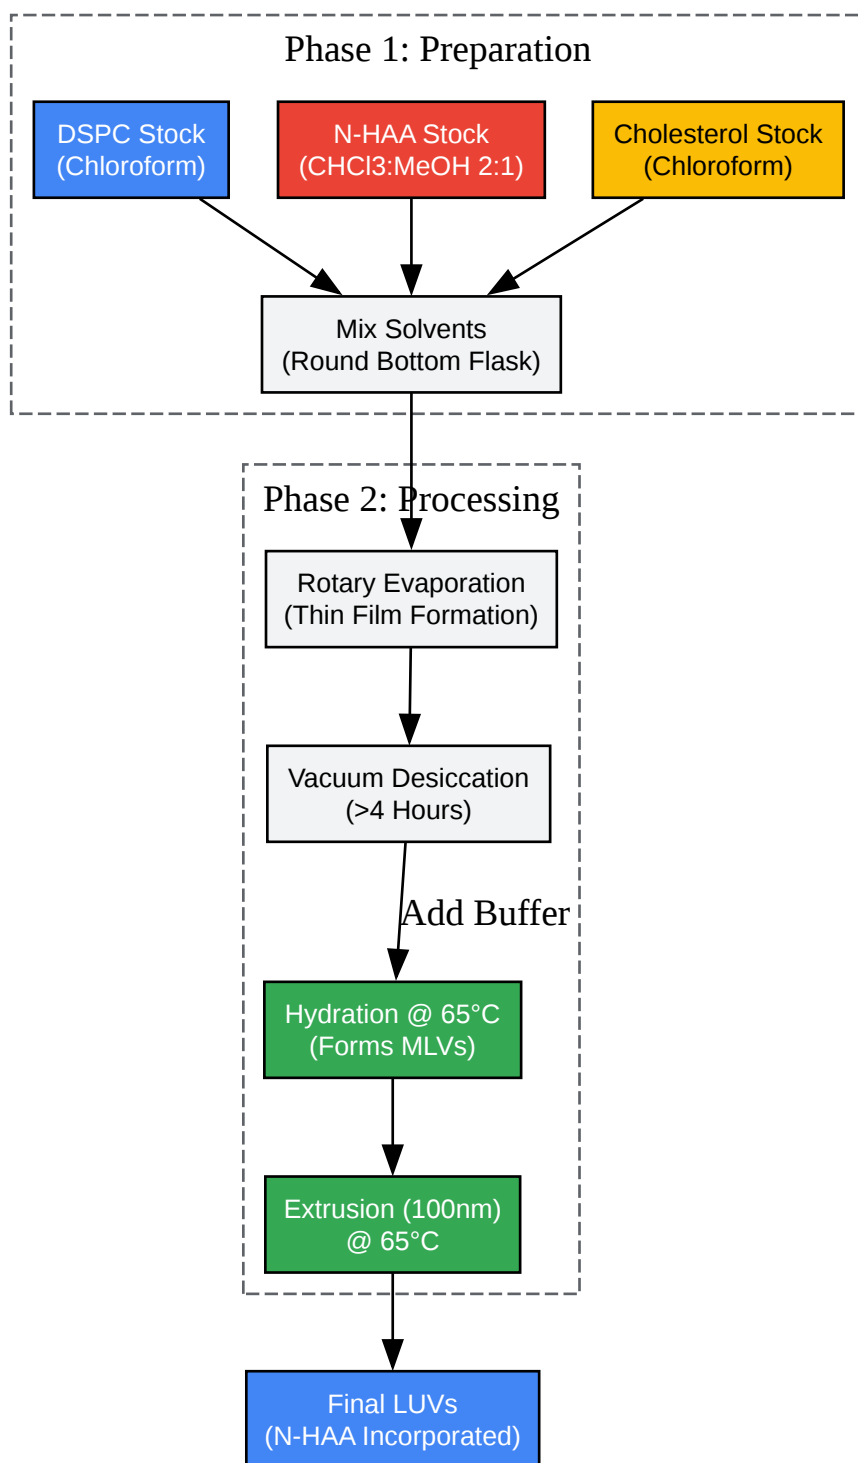 Phase 1: Preparation
DSPC Stock
(Chloroform)
N-HAA Stock
(CHCl3:MeOH 2:1)
Cholesterol Stock
(Chloroform)
Mix Solvents
(Round Bottom Flask)
Phase 2: Processing
Rotary Evaporation
(Thin Film Formation)
Vacuum Desiccation
(>4 Hours)
Add Buffer
Hydration @ 65°C
(Forms MLVs)
Extrusion (100nm)
@ 65°C
Final LUVs
(N-HAA Incorporated)